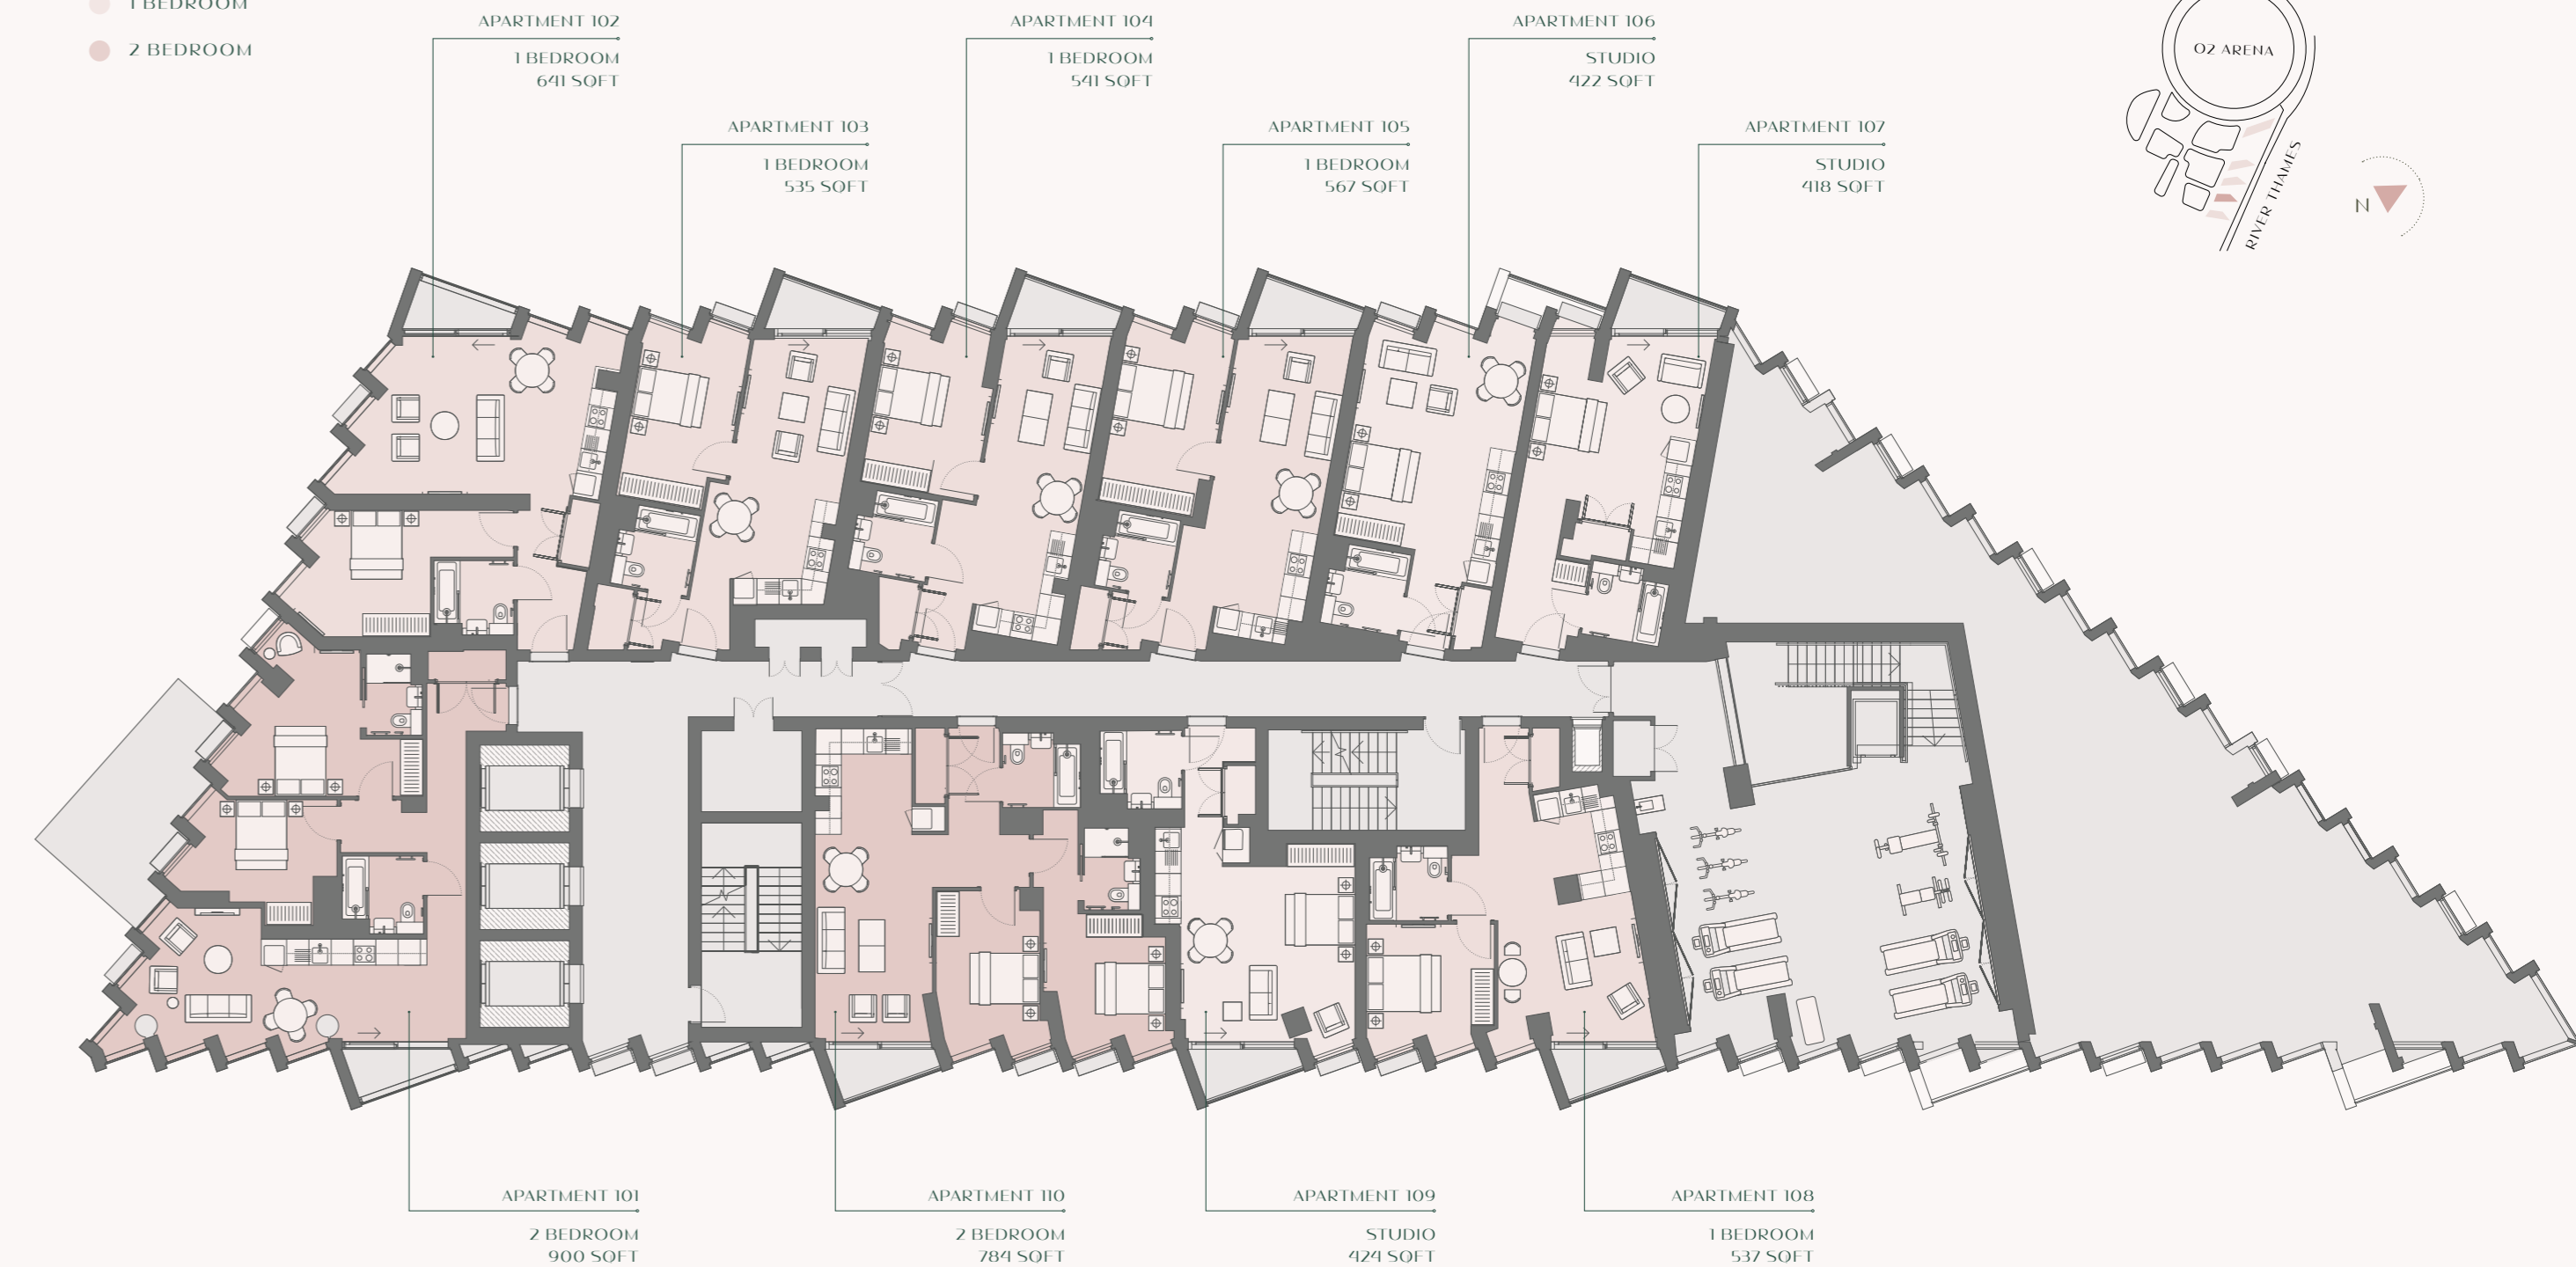 1 BEDROOM
2 BEDROOM
APARTMENT 102
1 BEDROOM
641 SQFT
APARTMENT 103
1 BEDROOM
535 SQFT
APARTMENT 104
1 BEDROOM
541 SQFT
APARTMENT 105
1 BEDROOM
567 SQFT
APARTMENT 106
STUDIO
422 SQFT
APARTMENT 107
STUDIO
418 SQFT
O2 ARENA
RIVER THAMES
N
APARTMENT 101
2 BEDROOM
900 SQFT
APARTMENT 110
2 BEDROOM
784 SQFT
APARTMENT 109
STUDIO
424 SQFT
APARTMENT 108
1 BEDROOM
537 SQFT